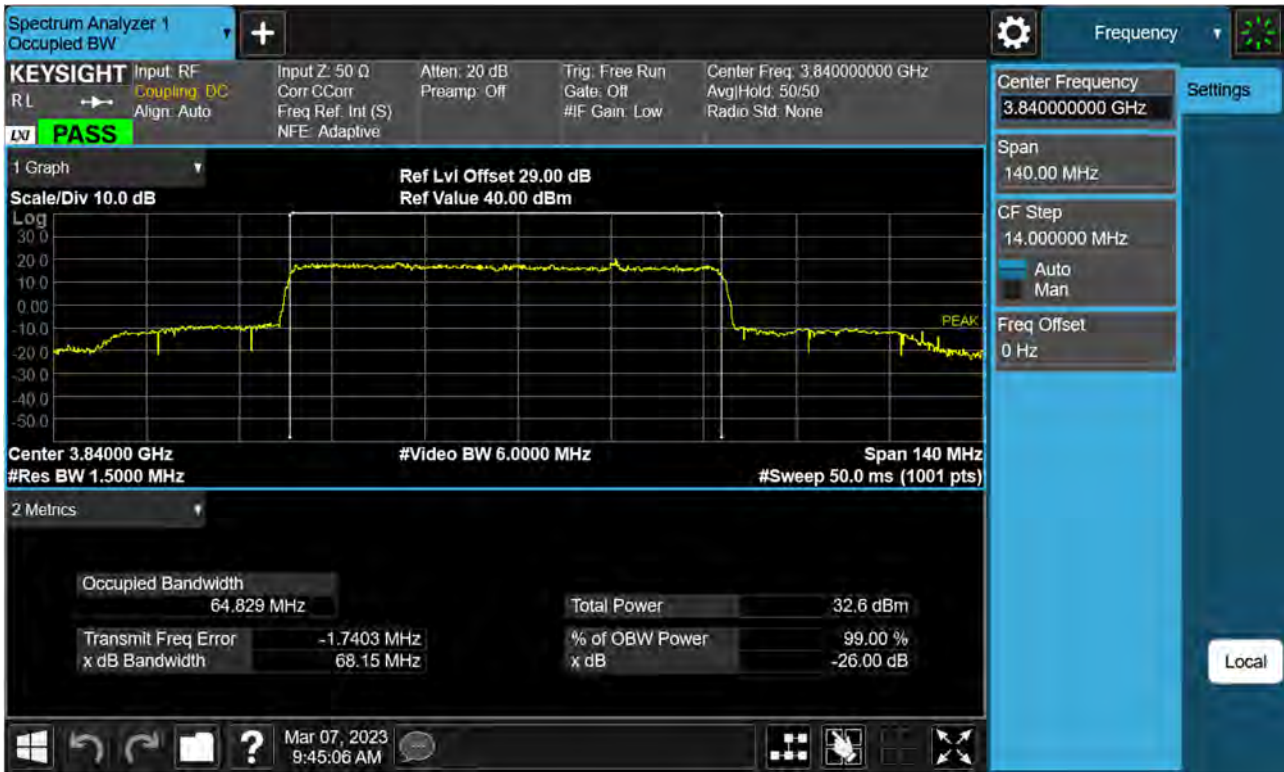 Spectrum Analyzer 1
Occupied BW
+
Frequency
KEYSIGHT
RL
LXI
PASS
Input: RF
Coupling: DC
Align: Auto
Input Z: 50 Ω
Corr CCorr
Freq Ref: Int (S)
NFE: Adaptive
Atten: 20 dB
Preamp: Off
Trig: Free Run
Gate: Off
#IF Gain: Low
Center Freq: 3.840000000 GHz
Avg|Hold: 50/50
Radio Std: None
Center Frequency
3.840000000 GHz
Settings
Span
140.00 MHz
CF Step
14.000000 MHz
Auto
Man
Freq Offset
0 Hz
Local
1 Graph
Scale/Div 10.0 dB
Ref Lvl Offset 29.00 dB
Ref Value 40.00 dBm
Log
30.0
20.0
10.0
0.00
-10.0
-20.0
-30.0
-40.0
-50.0
PEAK
Center 3.84000 GHz
#Video BW 6.0000 MHz
Span 140 MHz
#Res BW 1.5000 MHz
#Sweep 50.0 ms (1001 pts)
2 Metrics
Occupied Bandwidth
64.829 MHz
Total Power 32.6 dBm
Transmit Freq Error -1.7403 MHz
% of OBW Power 99.00 %
x dB Bandwidth 68.15 MHz
x dB -26.00 dB
?
Mar 07, 2023
9:45:06 AM